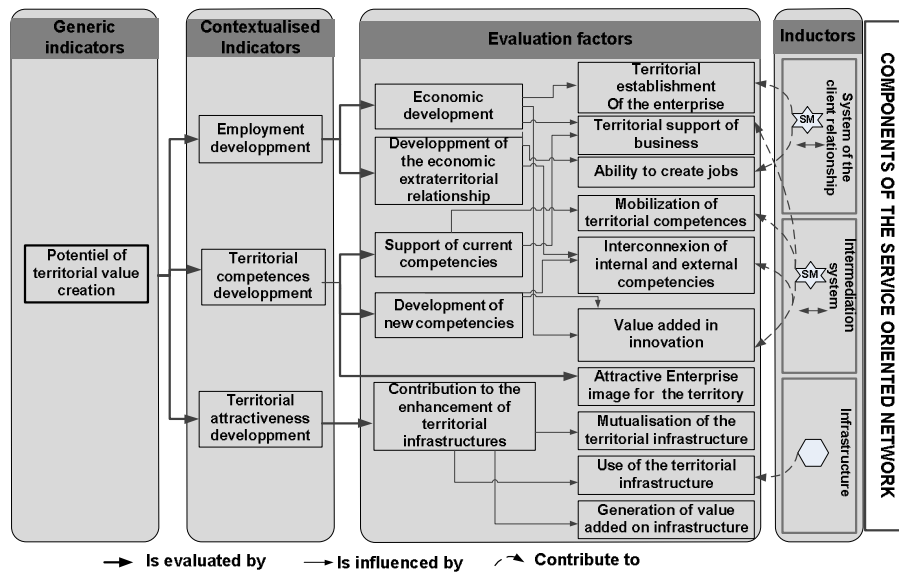 Generic
indicators
Contextualised
Indicators
Evaluation factors
Inductors
Potentiel of
territorial value
creation
Employment
developpment
Territorial
competences
developpment
Territorial
attractiveness
developpment
Economic
development
Developpment of
the economic
extraterritorial
relationship
Support of current
competencies
Development of
new competencies
Contribution to the
enhancement of
territorial
infrastructures
Territorial
establishment
Of the enterprise
Territorial support of
business
Ability to create jobs
Mobilization of
territorial competences
Interconnexion of
internal and external
competencies
Value added in
innovation
Attractive Enterprise
image for the territory
Mutualisation of the
territorial infrastructure
Use of the territorial
infrastructure
Generation of value
added on infrastructure
System of the
client relationship
SM
Intermediation
system
SM
Infrastructure
COMPONENTS OF THE SERVICE ORIENTED NETWORK
Is evaluated by
Is influenced by
Contribute to